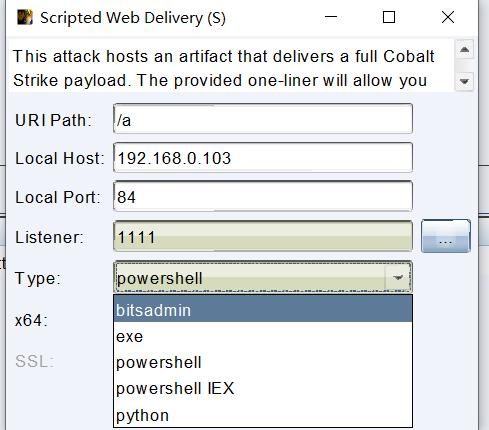 Scripted Web Delivery (S)
This attack hosts an artifact that delivers a full Cobalt
Strike payload. The provided one-liner will allow you
URI Path: /a
Local Host: 192.168.0.103
Local Port: 84
Listener: 1111 ...
Type: powershell
bitsadmin
x64:
exe
powershell
SSL:
powershell IEX
python